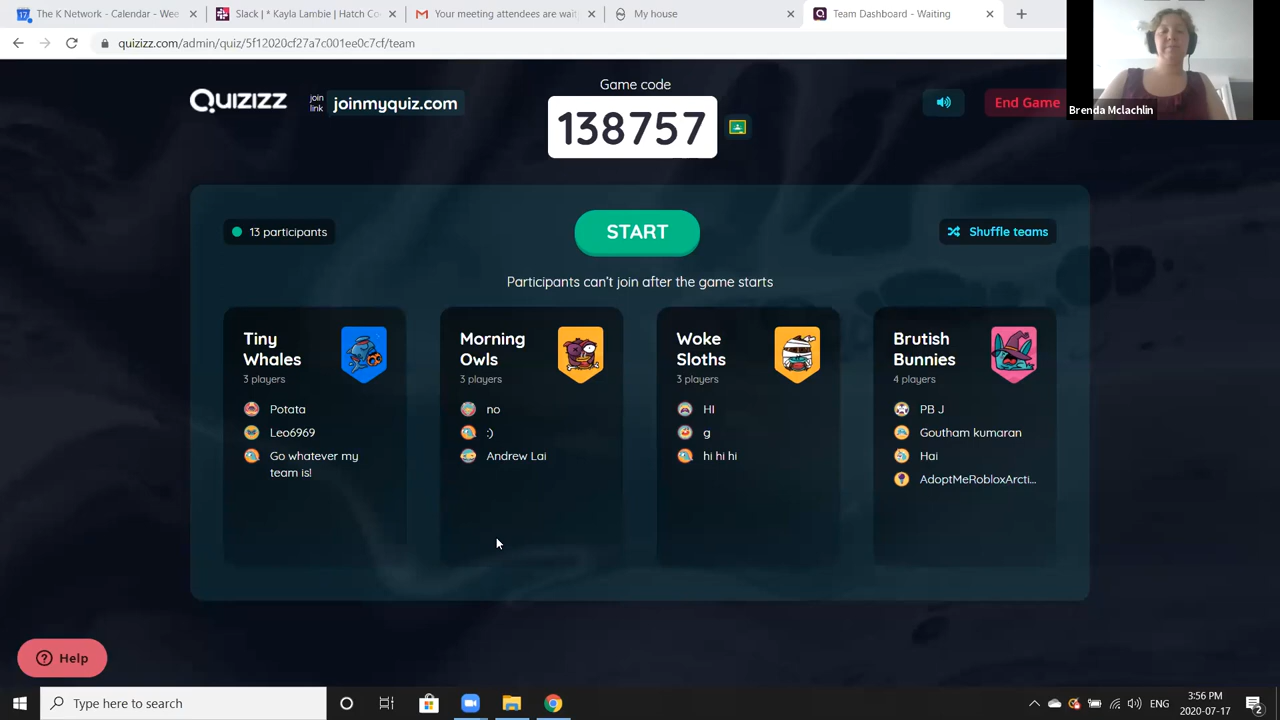 The K Network - Calendar - Wee
Slack | * Kayla Lambie | Hatch Co
Your meeting attendees are wait
My house
Team Dashboard - Waiting
quizizz.com/admin/quiz/5f12020cf27a7c001ee0c7cf/team
Brenda Mclachlin
Quizizz
join link
joinmyquiz.com
Game code
138757
End Game
13 participants
START
Shuffle teams
Participants can't join after the game starts
Tiny Whales
3 players
Potata
Leo6969
Go whatever my
team is!
Morning Owls
3 players
no
:)
Andrew Lai
Woke Sloths
3 players
HI
g
hi hi hi
Brutish Bunnies
4 players
PB J
Goutham kumaran
Hai
AdoptMeRobloxArcti...
Help
Type here to search
ENG
3:56 PM
2020-07-17
2